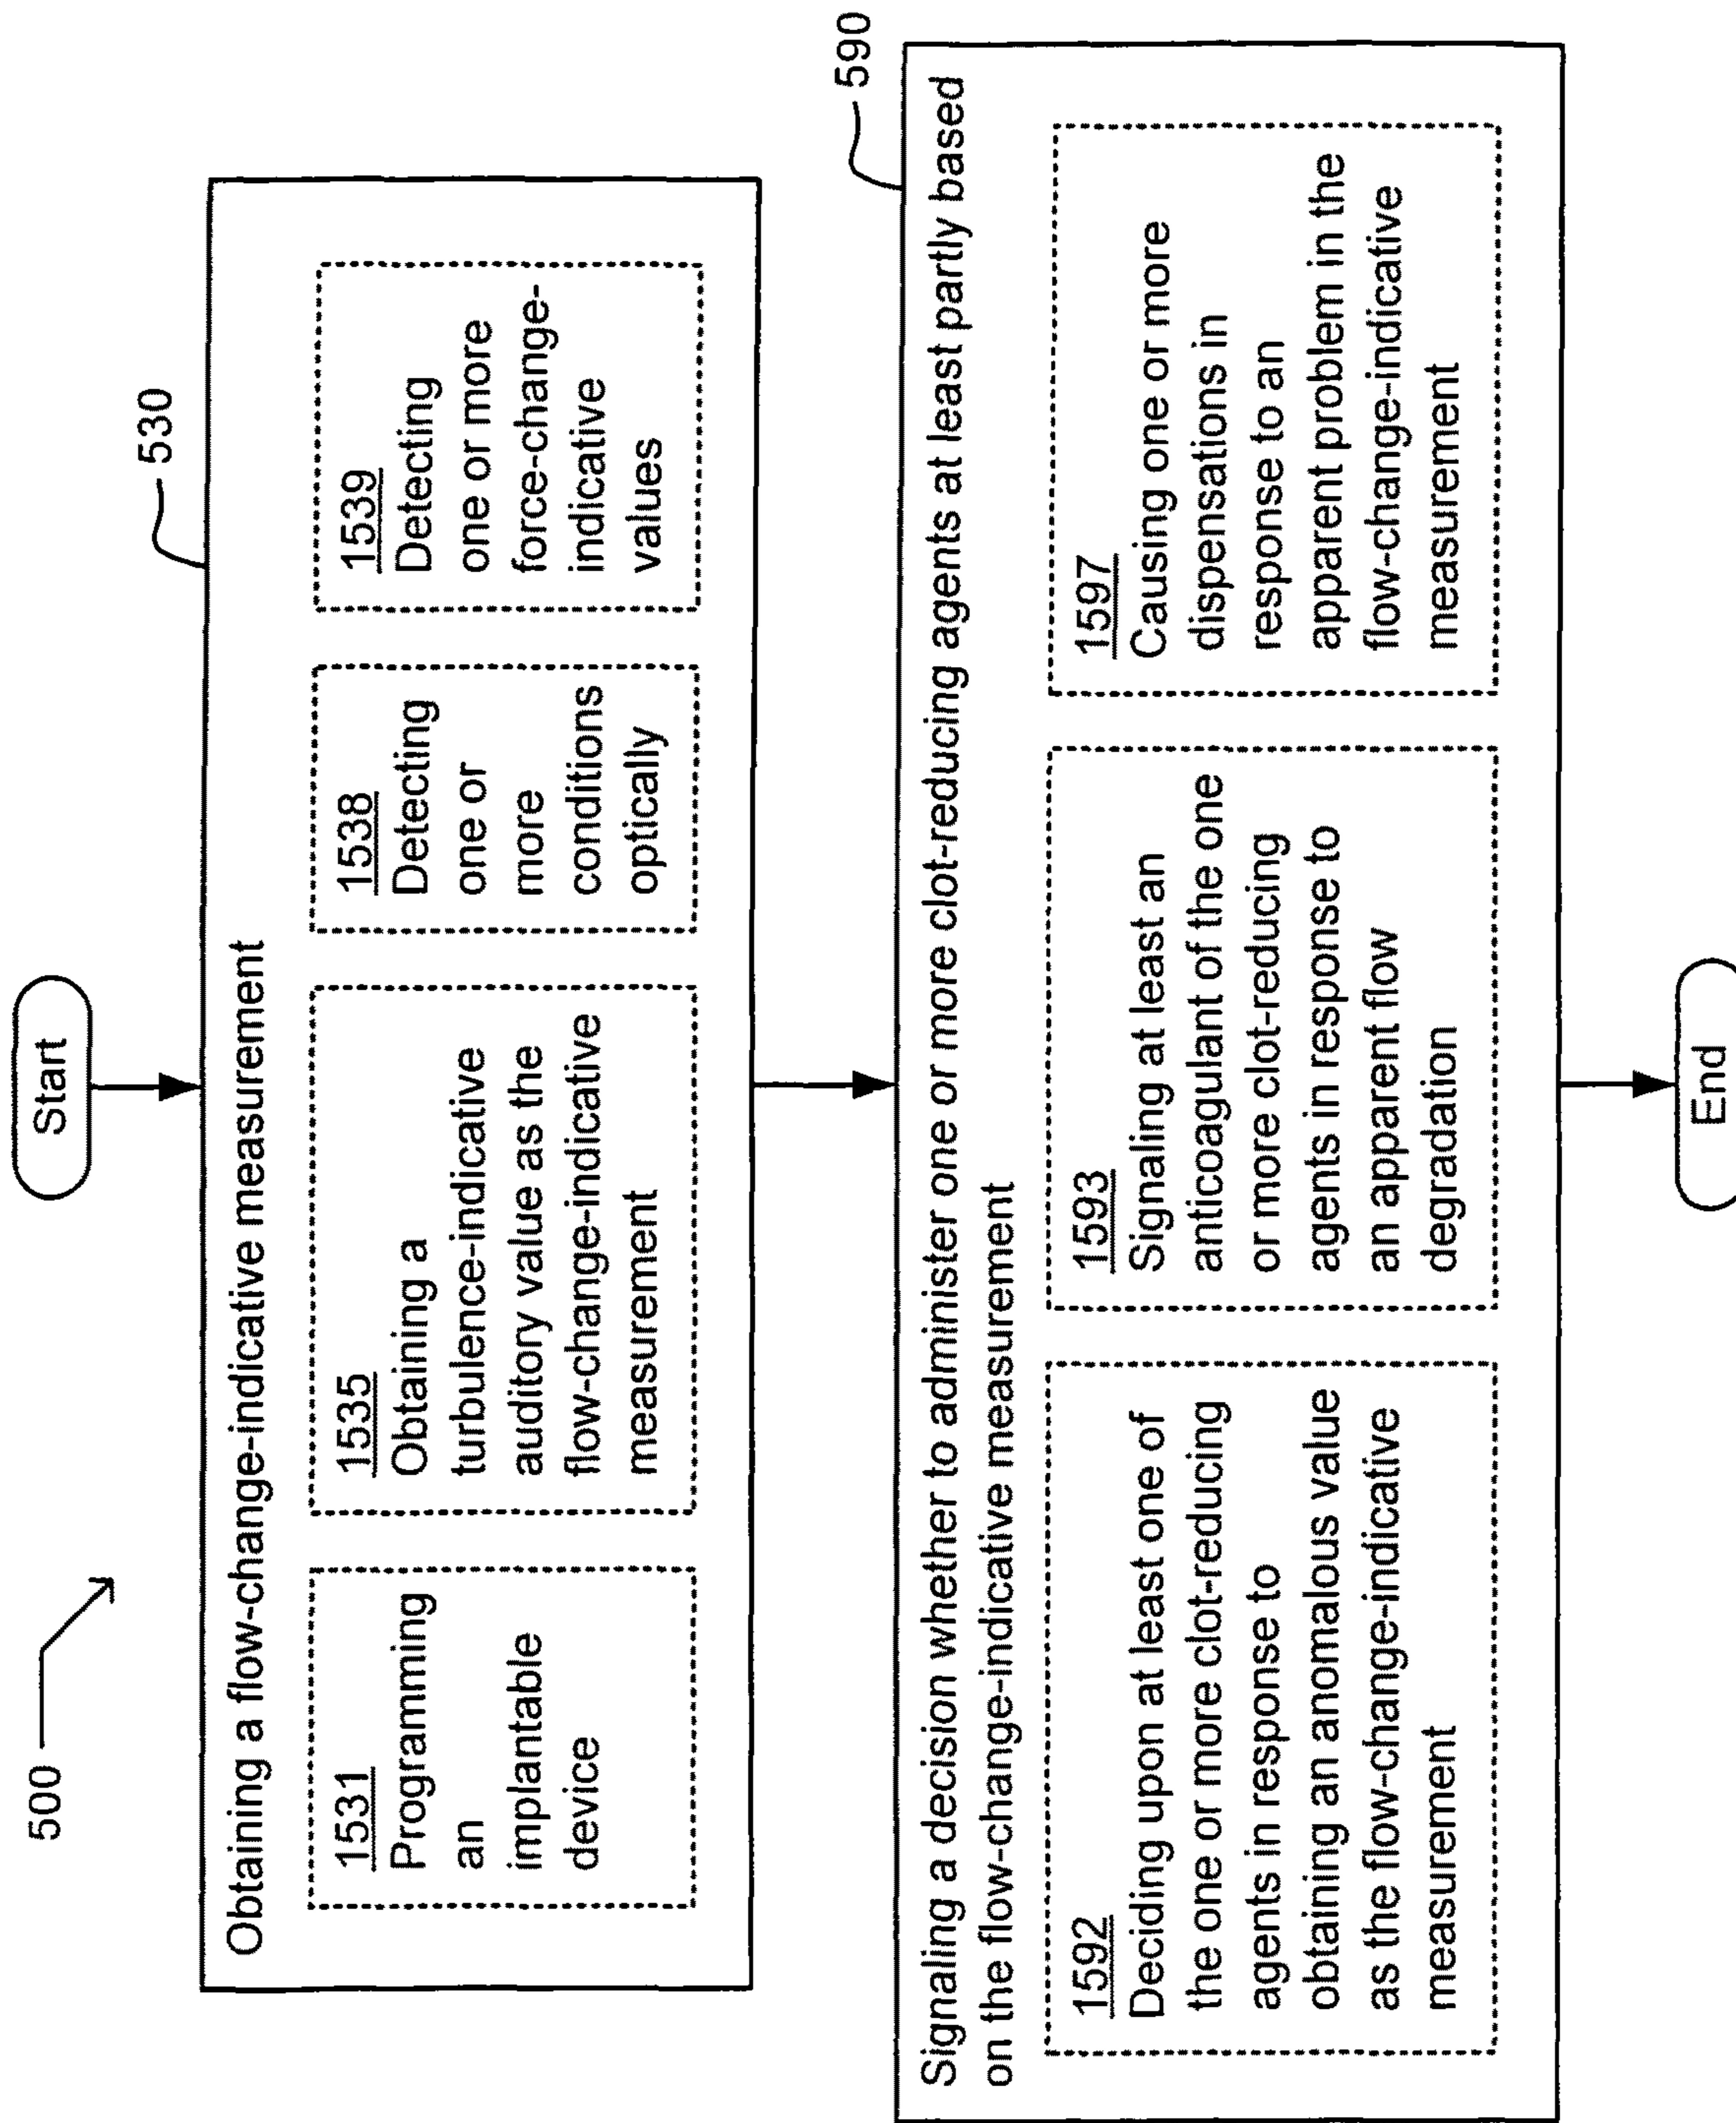 500
Start
530
Obtaining a flow-change-indicative measurement
1531
Programming
an
implantable
device
1535
Obtaining a
turbulence-indicative
auditory value as the
flow-change-indicative
measurement
1538
Detecting
one or
more
conditions
optically
1539
Detecting
one or more
force-change-
indicative
values
590
Signaling a decision whether to administer one or more clot-reducing agents at least partly based
on the flow-change-indicative measurement
1592
Deciding upon at least one of
the one or more clot-reducing
agents in response to
obtaining an anomalous value
as the flow-change-indicative
measurement
1593
Signaling at least an
anticoagulant of the one
or more clot-reducing
agents in response to
an apparent flow
degradation
1597
Causing one or more
dispensations in
response to an
apparent problem in the
flow-change-indicative
measurement
End